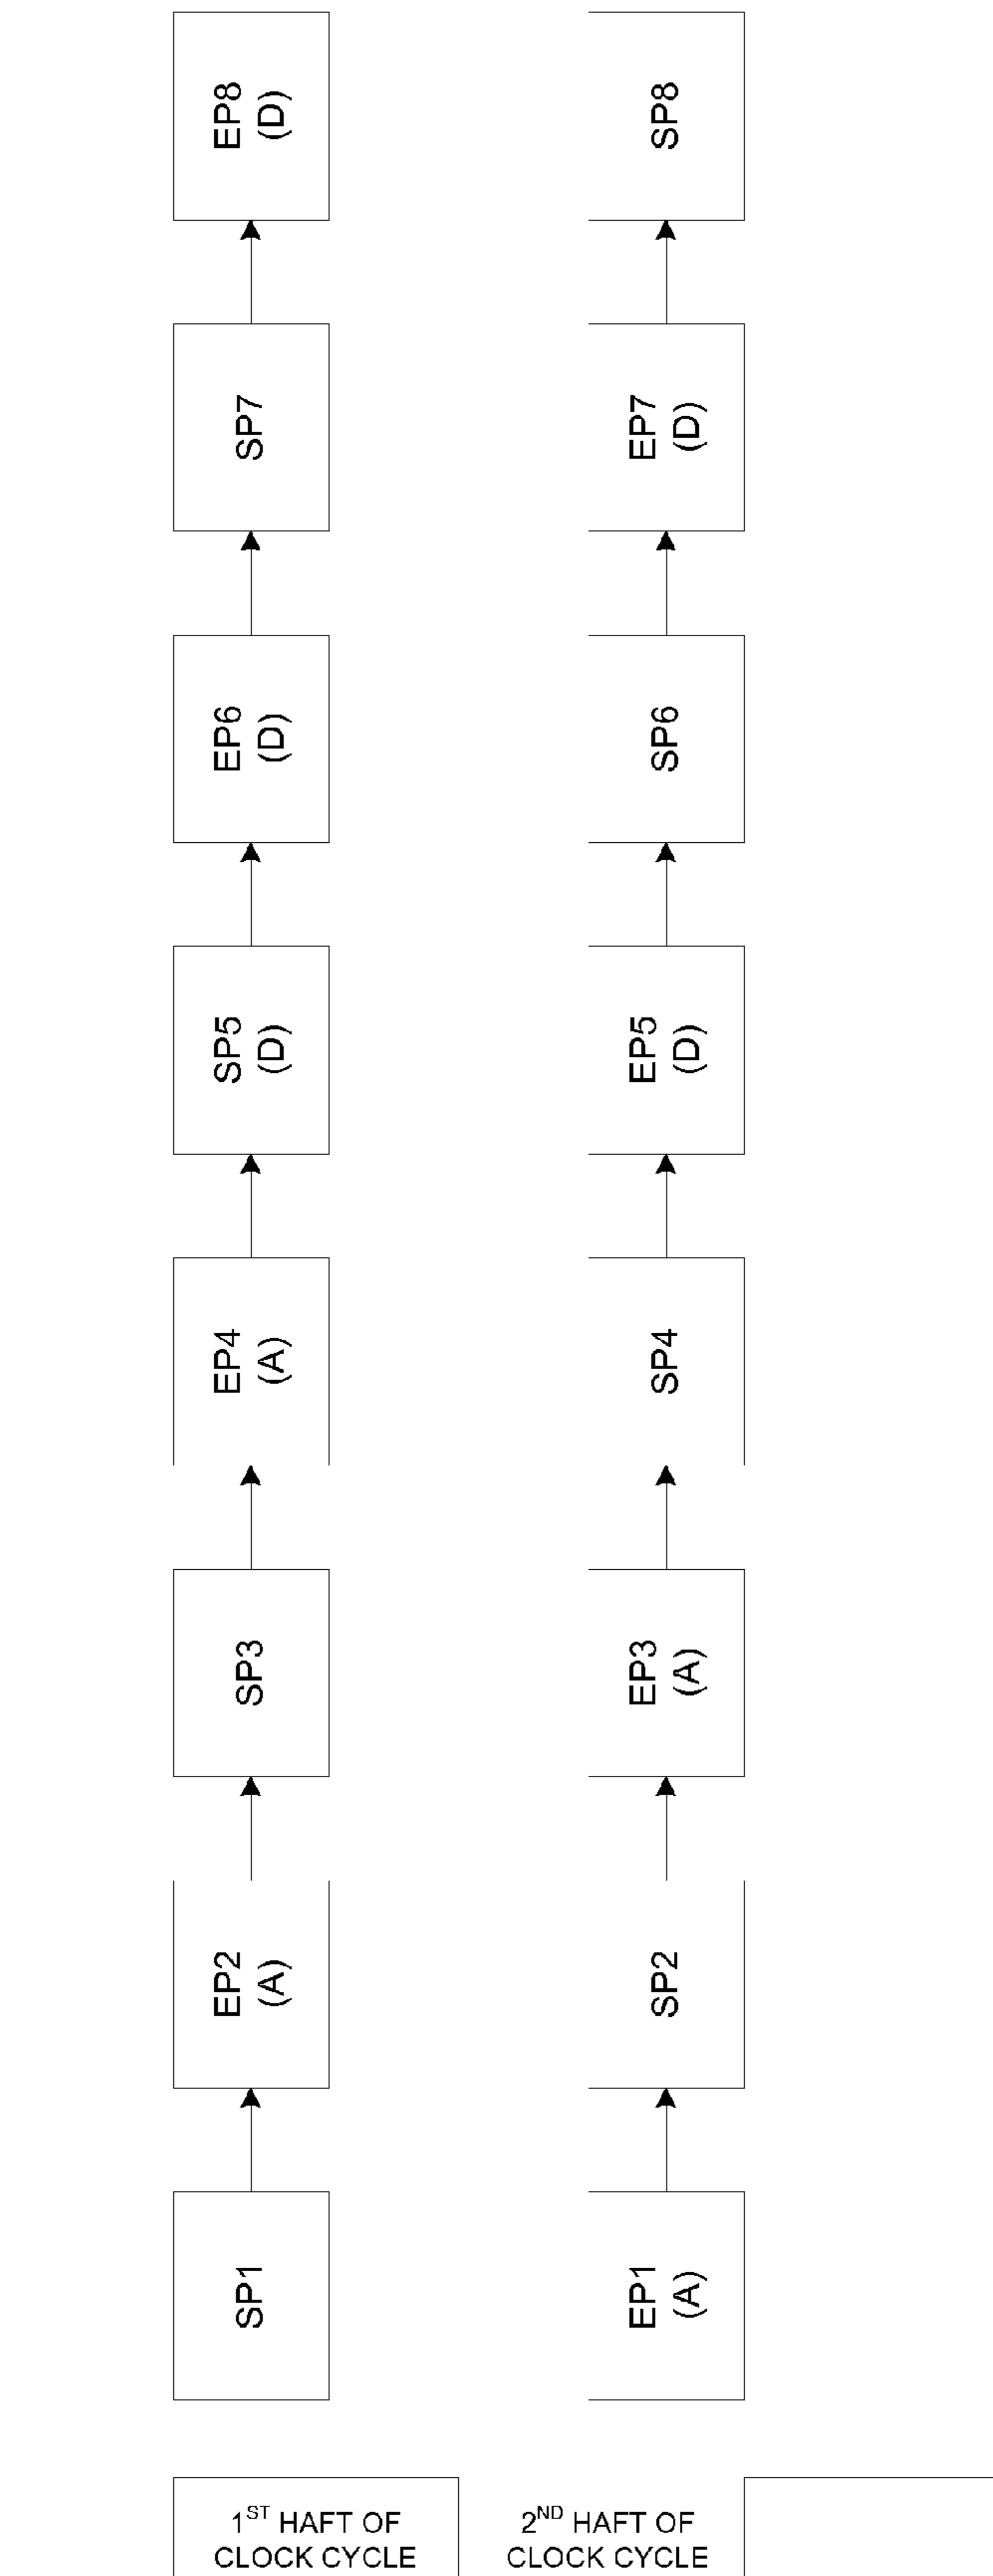 EP8
(D)
SP8
SP7
EP7
(D)
EP6
(D)
SP6
SP5
(D)
EP5
(D)
EP4
(A)
SP4
SP3
EP3
(A)
EP2
(A)
SP2
SP1
EP1
(A)
1ST HAFT OF
CLOCK CYCLE
2ND HAFT OF
CLOCK CYCLE